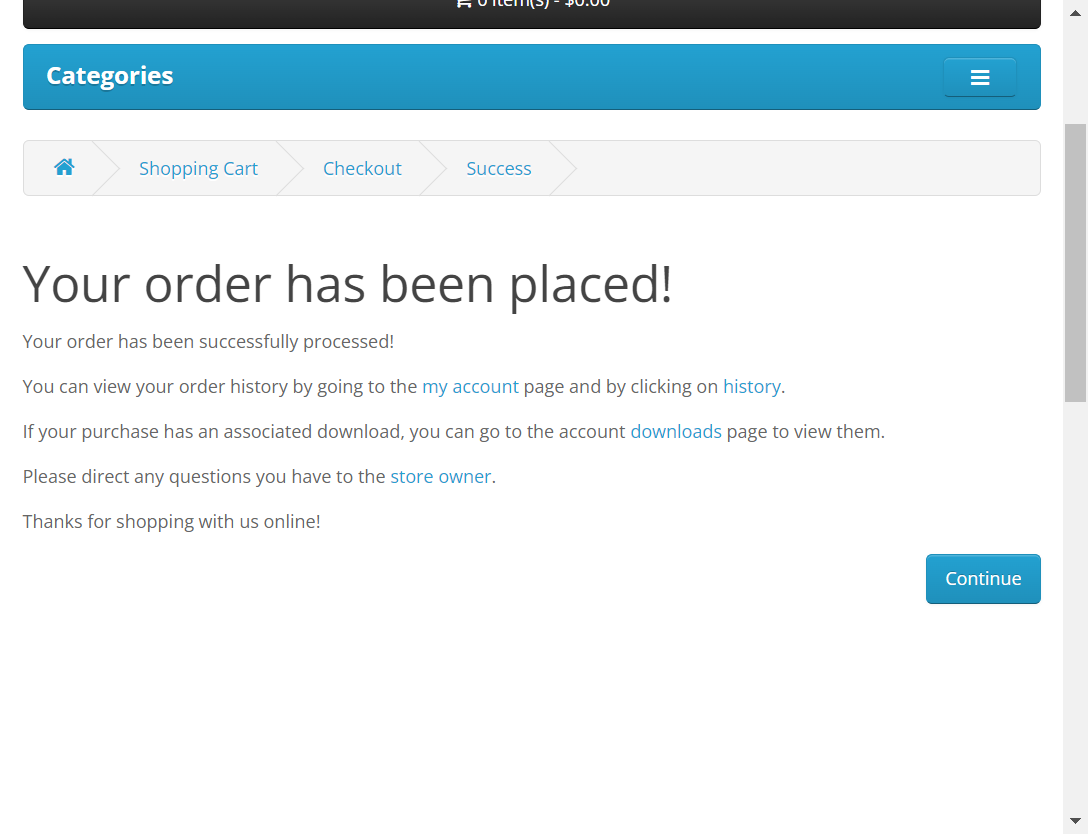 0 item(s) - $0.00
Categories
Shopping Cart
Checkout
Success
Your order has been placed!
Your order has been successfully processed!
You can view your order history by going to the my account page and by clicking on history.
If your purchase has an associated download, you can go to the account downloads page to view them.
Please direct any questions you have to the store owner.
Thanks for shopping with us online!
Continue